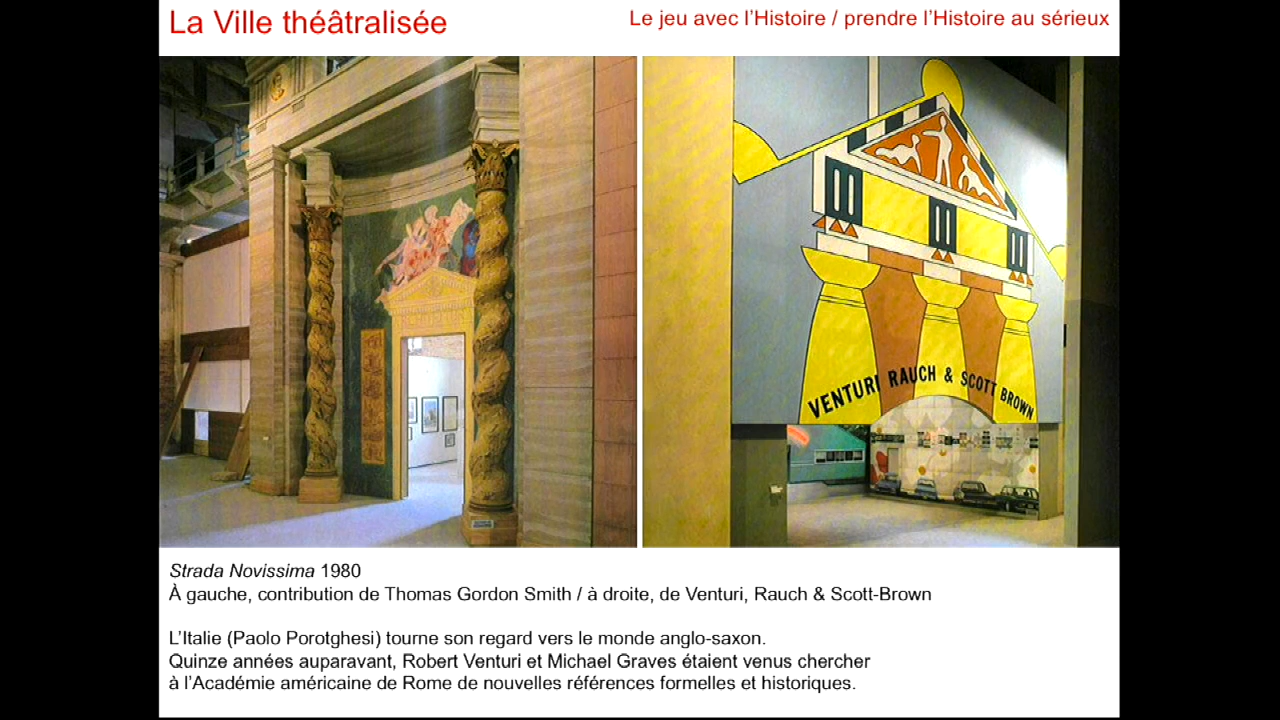 La Ville théâtralisée
Le jeu avec l’Histoire / prendre l’Histoire au sérieux
VENTURI RAUCH & SCOTT BROWN
Strada Novissima 1980
À gauche, contribution de Thomas Gordon Smith / à droite, de Venturi, Rauch & Scott-Brown
L’Italie (Paolo Porotghesi) tourne son regard vers le monde anglo-saxon.
Quinze années auparavant, Robert Venturi et Michael Graves étaient venus chercher
à l’Académie américaine de Rome de nouvelles références formelles et historiques.